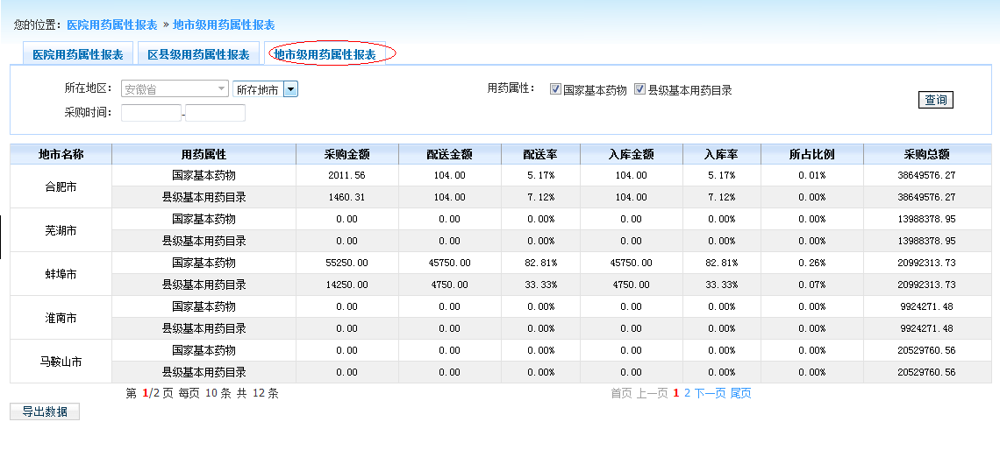 您的位置: 医院用药属性报表 » 地市级用药属性报表
医院用药属性报表 区县级用药属性报表 地市级用药属性报表
所在地区: 安徽省 所在地市 用药属性: 国家基本药物 县级基本用药目录
采购时间: - 查询
地市名称 用药属性 采购金额 配送金额 配送率 入库金额 入库率 所占比例 采购总额
合肥市 国家基本药物 2011.56 104.00 5.17% 104.00 5.17% 0.01% 38649576.27
县级基本用药目录 1460.31 104.00 7.12% 104.00 7.12% 0.00% 38649576.27
芜湖市 国家基本药物 0.00 0.00 0.00% 0.00 0.00% 0.00% 13988378.95
县级基本用药目录 0.00 0.00 0.00% 0.00 0.00% 0.00% 13988378.95
蚌埠市 国家基本药物 55250.00 45750.00 82.81% 45750.00 82.81% 0.26% 20992313.73
县级基本用药目录 14250.00 4750.00 33.33% 4750.00 33.33% 0.07% 20992313.73
淮南市 国家基本药物 0.00 0.00 0.00% 0.00 0.00% 0.00% 9924271.48
县级基本用药目录 0.00 0.00 0.00% 0.00 0.00% 0.00% 9924271.48
马鞍山市 国家基本药物 0.00 0.00 0.00% 0.00 0.00% 0.00% 20529760.56
县级基本用药目录 0.00 0.00 0.00% 0.00 0.00% 0.00% 20529760.56
第 1/2 页 每页 10 条 共 12 条 首页 上一页 1 2 下一页 尾页
导出数据